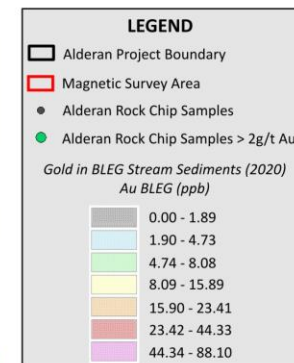 LEGEND
Alderan Project Boundary
Magnetic Survey Area
Alderan Rock Chip Samples
Alderan Rock Chip Samples > 2g/t Au
Gold in BLEG Stream Sediments (2020)
Au BLEG (ppb)
0.00 - 1.89
1.90 - 4.73
4.74 - 8.08
8.09 - 15.89
15.90 - 23.41
23.42 - 44.33
44.34 - 88.10